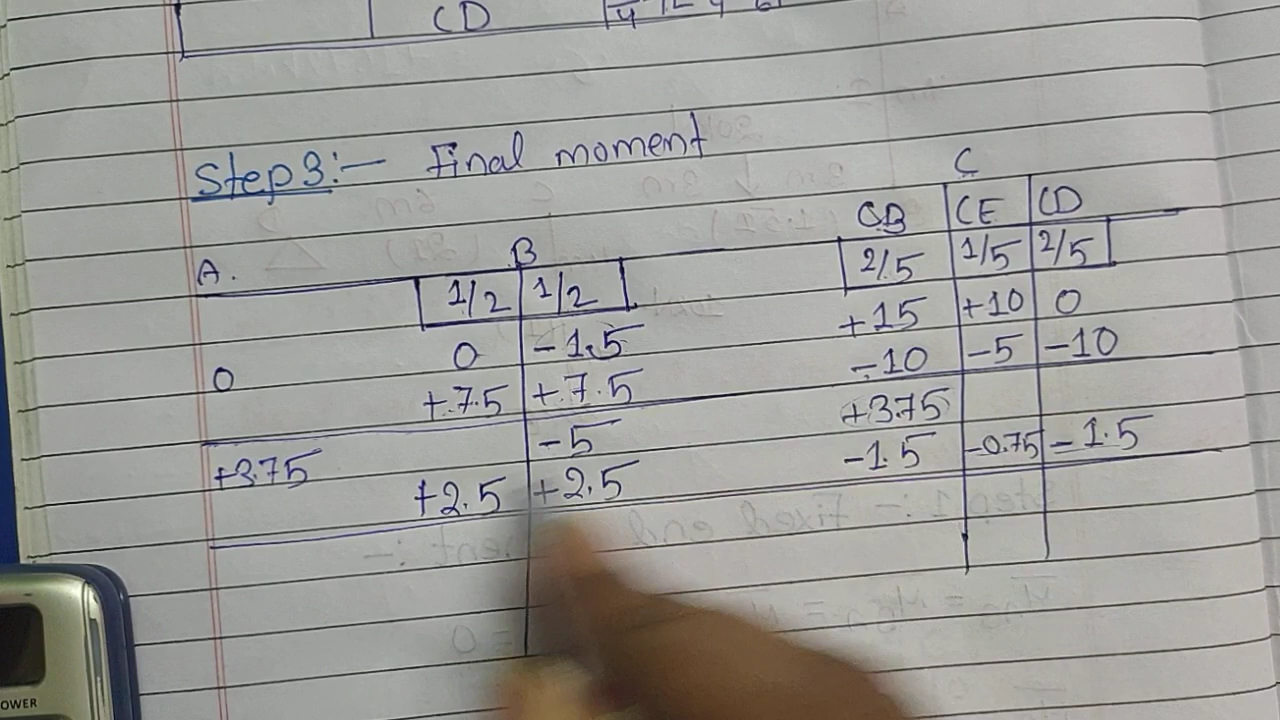 CD
Step 3:- Final moment
C
CB CE CD
A. B
1/2 1/2 2/5 1/5 2/5
0 0 -1.5 +15 +10 0
+7.5 +7.5 -10 -5 -10
-5 +3.75
+3.75 +2.5 +2.5 -1.5 -0.75 -1.5
OWER